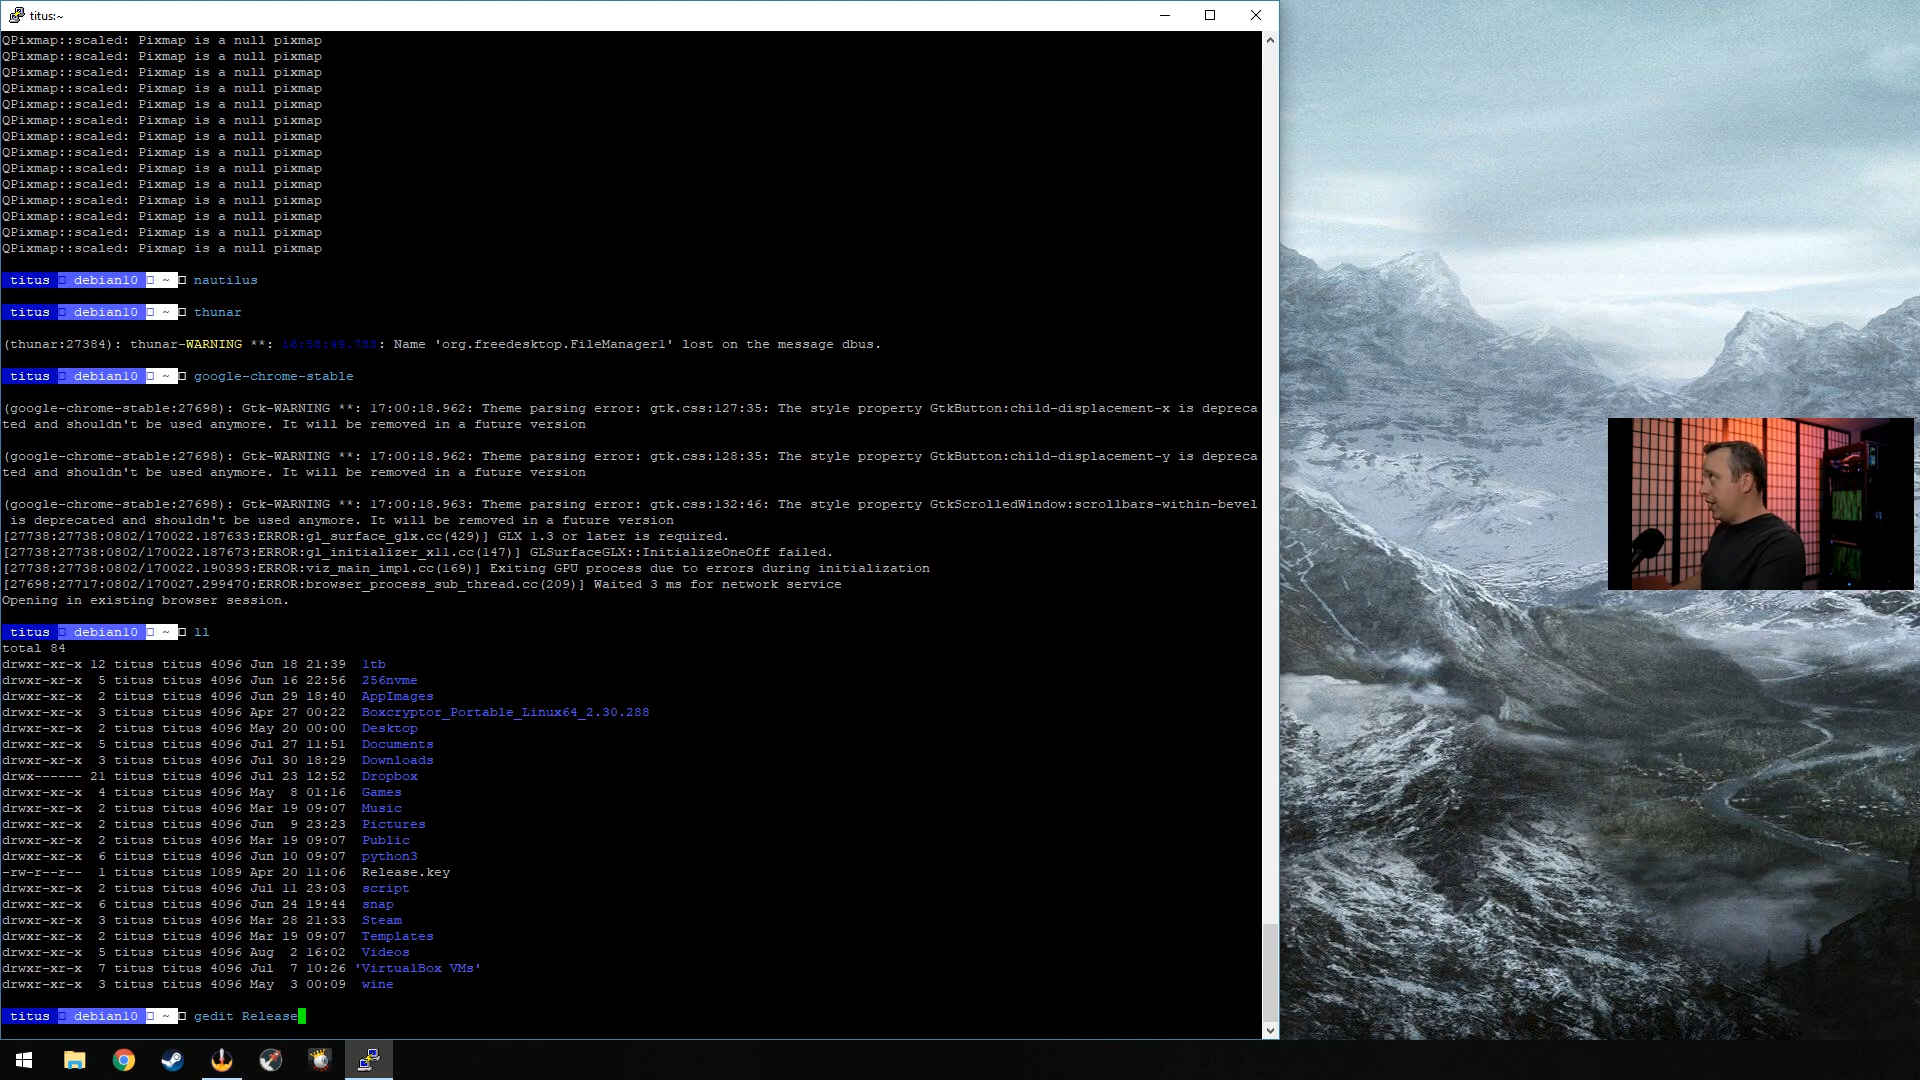 titus:~
QPixmap::scaled: Pixmap is a null pixmap
QPixmap::scaled: Pixmap is a null pixmap
QPixmap::scaled: Pixmap is a null pixmap
QPixmap::scaled: Pixmap is a null pixmap
QPixmap::scaled: Pixmap is a null pixmap
QPixmap::scaled: Pixmap is a null pixmap
QPixmap::scaled: Pixmap is a null pixmap
QPixmap::scaled: Pixmap is a null pixmap
QPixmap::scaled: Pixmap is a null pixmap
QPixmap::scaled: Pixmap is a null pixmap
QPixmap::scaled: Pixmap is a null pixmap
QPixmap::scaled: Pixmap is a null pixmap
QPixmap::scaled: Pixmap is a null pixmap
QPixmap::scaled: Pixmap is a null pixmap
titus debian10 ~ nautilus
titus debian10 ~ thunar
(thunar:27384): thunar-WARNING **: 16:58:49.788: Name 'org.freedesktop.FileManager1' lost on the message dbus.
titus debian10 ~ google-chrome-stable
(google-chrome-stable:27698): Gtk-WARNING **: 17:00:18.962: Theme parsing error: gtk.css:127:35: The style property GtkButton:child-displacement-x is depreca
ted and shouldn't be used anymore. It will be removed in a future version
(google-chrome-stable:27698): Gtk-WARNING **: 17:00:18.962: Theme parsing error: gtk.css:128:35: The style property GtkButton:child-displacement-y is depreca
ted and shouldn't be used anymore. It will be removed in a future version
(google-chrome-stable:27698): Gtk-WARNING **: 17:00:18.963: Theme parsing error: gtk.css:132:46: The style property GtkScrolledWindow:scrollbars-within-bevel
is deprecated and shouldn't be used anymore. It will be removed in a future version
[27738:27738:0802/170022.187633:ERROR:gl_surface_glx.cc(429)] GLX 1.3 or later is required.
[27738:27738:0802/170022.187673:ERROR:gl_initializer_x11.cc(147)] GLSurfaceGLX::InitializeOneOff failed.
[27738:27738:0802/170022.190393:ERROR:viz_main_impl.cc(169)] Exiting GPU process due to errors during initialization
[27698:27717:0802/170027.299470:ERROR:browser_process_sub_thread.cc(209)] Waited 3 ms for network service
Opening in existing browser session.
titus debian10 ~ ll
total 84
drwxr-xr-x 12 titus titus 4096 Jun 18 21:39 1tb
drwxr-xr-x 5 titus titus 4096 Jun 16 22:56 256nvme
drwxr-xr-x 2 titus titus 4096 Jun 29 18:40 AppImages
drwxr-xr-x 3 titus titus 4096 Apr 27 00:22 Boxcryptor_Portable_Linux64_2.30.288
drwxr-xr-x 2 titus titus 4096 May 20 00:00 Desktop
drwxr-xr-x 5 titus titus 4096 Jul 27 11:51 Documents
drwxr-xr-x 3 titus titus 4096 Jul 30 18:29 Downloads
drwx------ 21 titus titus 4096 Jul 23 12:52 Dropbox
drwxr-xr-x 4 titus titus 4096 May 8 01:16 Games
drwxr-xr-x 2 titus titus 4096 Mar 19 09:07 Music
drwxr-xr-x 2 titus titus 4096 Jun 9 23:23 Pictures
drwxr-xr-x 2 titus titus 4096 Mar 19 09:07 Public
drwxr-xr-x 6 titus titus 4096 Jun 10 09:07 python3
-rw-r--r-- 1 titus titus 1089 Apr 20 11:06 Release.key
drwxr-xr-x 2 titus titus 4096 Jul 11 23:03 script
drwxr-xr-x 6 titus titus 4096 Jun 24 19:44 snap
drwxr-xr-x 3 titus titus 4096 Mar 28 21:33 Steam
drwxr-xr-x 2 titus titus 4096 Mar 19 09:07 Templates
drwxr-xr-x 5 titus titus 4096 Aug 2 16:02 Videos
drwxr-xr-x 7 titus titus 4096 Jul 7 10:26 'VirtualBox VMs'
drwxr-xr-x 3 titus titus 4096 May 3 00:09 wine
titus debian10 ~ gedit Release